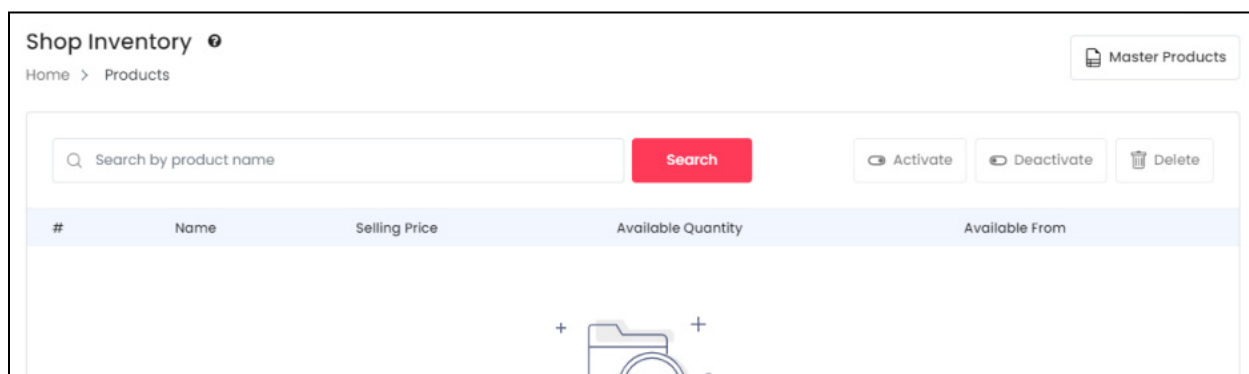 Shop Inventory
Master Products
Home > Products
Search by product name
Search
Activate
Deactivate
Delete
# Name Selling Price Available Quantity Available From